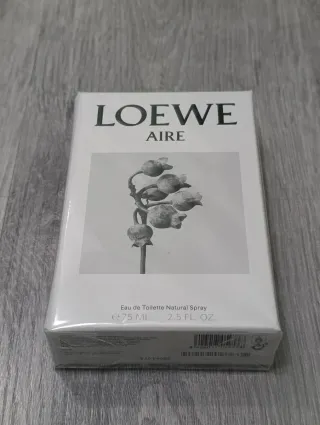 LOEWE
AIRE
Eau de Toilette Natural Spray
℮75 ML 2.5 FL. OZ.